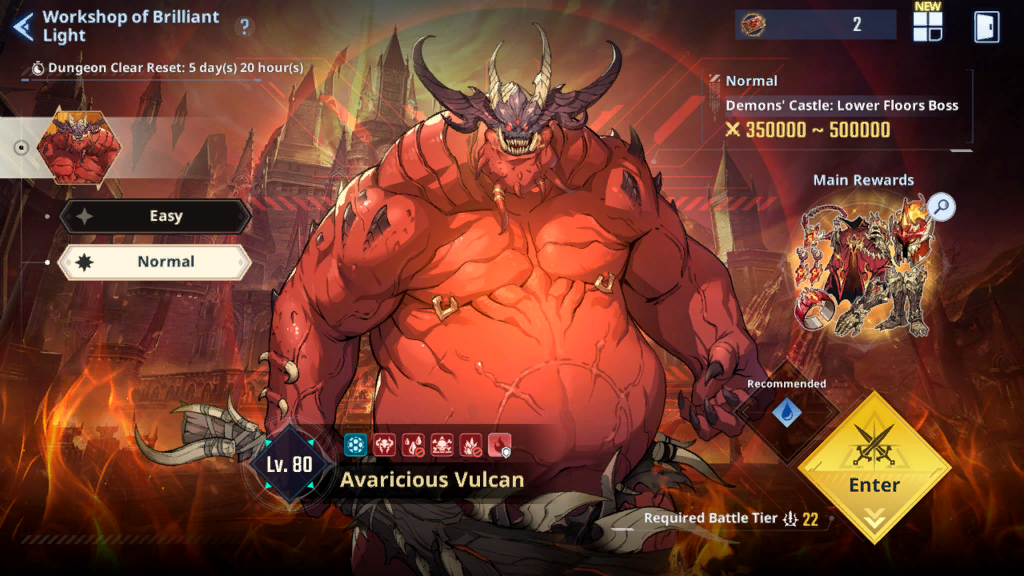 Workshop of Brilliant
Light
?
2
NEW
Dungeon Clear Reset: 5 day(s) 20 hour(s)
Normal
Demons' Castle: Lower Floors Boss
350000 ~ 500000
Main Rewards
Easy
Normal
Recommended
Lv. 80
Avaricious Vulcan
Enter
Required Battle Tier 22